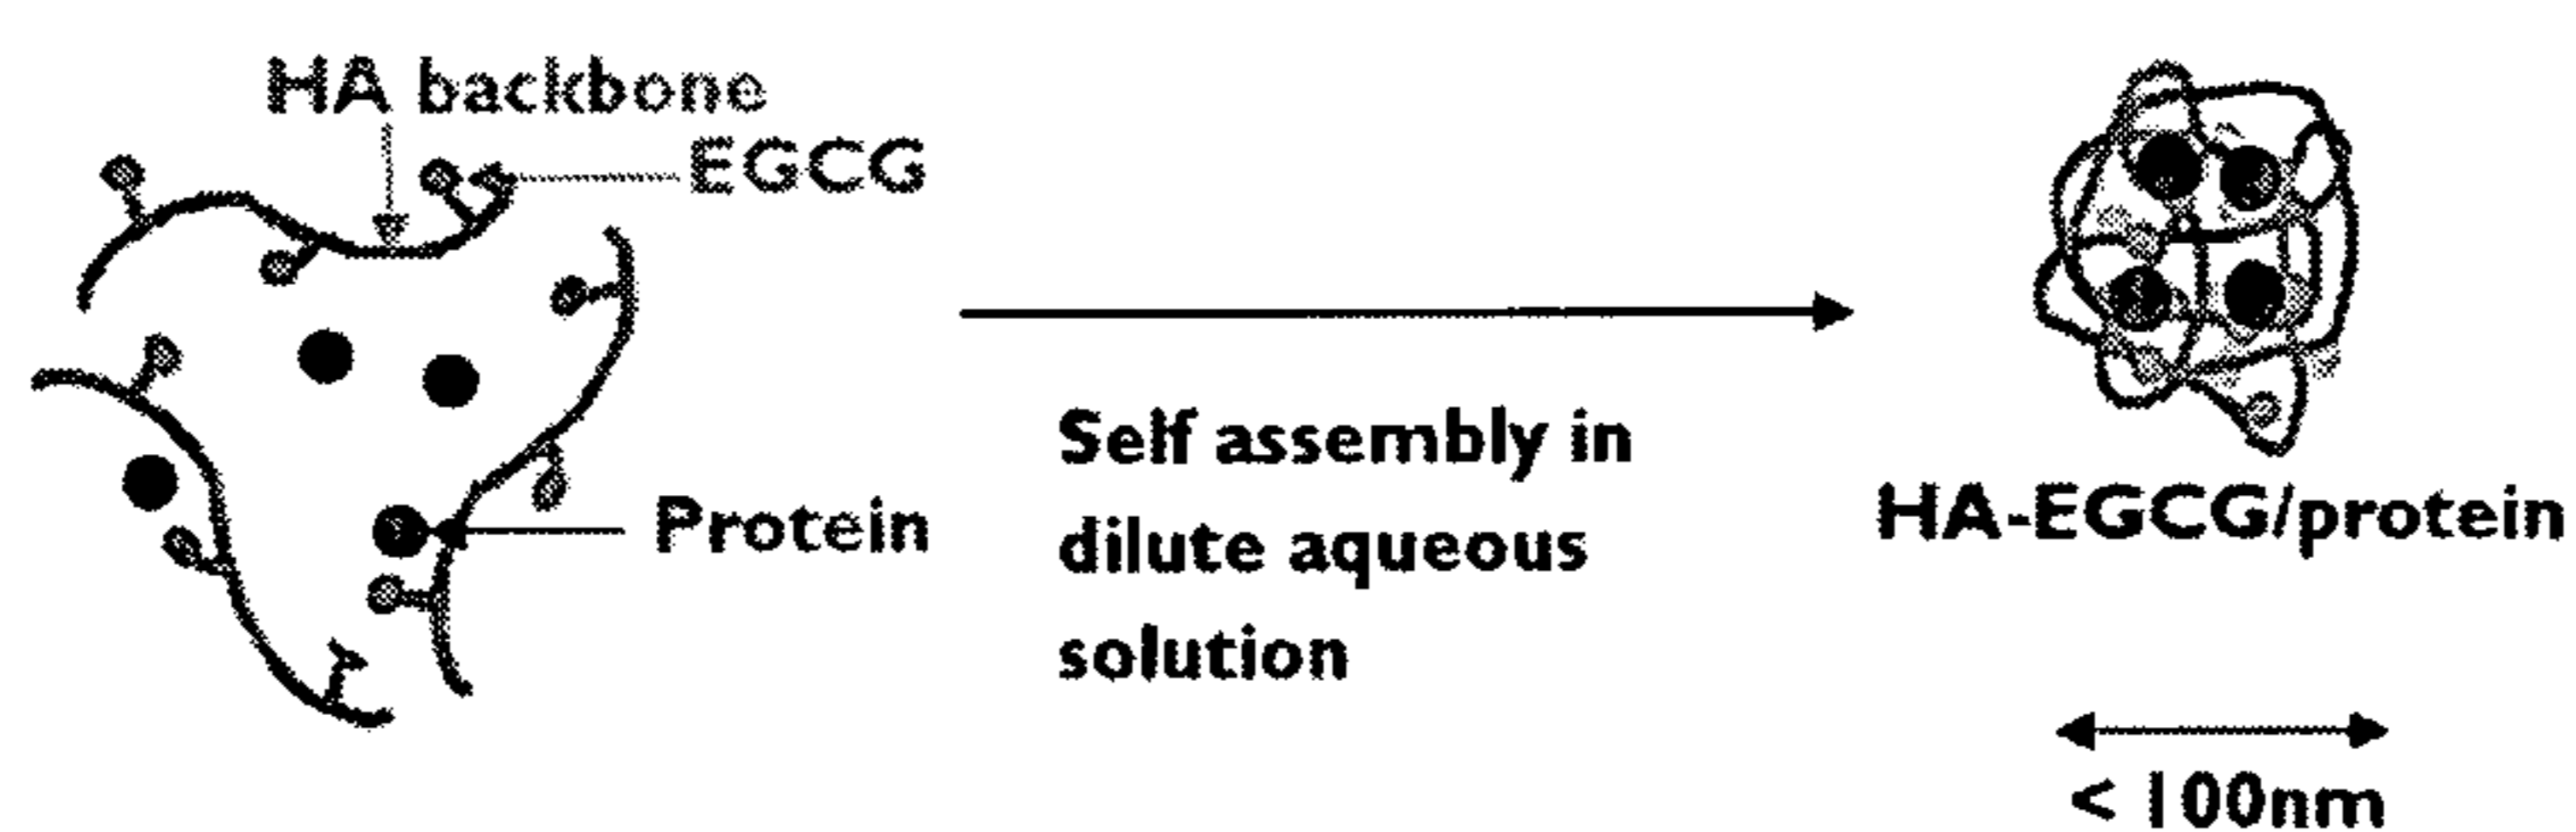 HA backbone
EGCG
Protein
Self assembly in
dilute aqueous
solution
HA-EGCG/protein
< 100nm